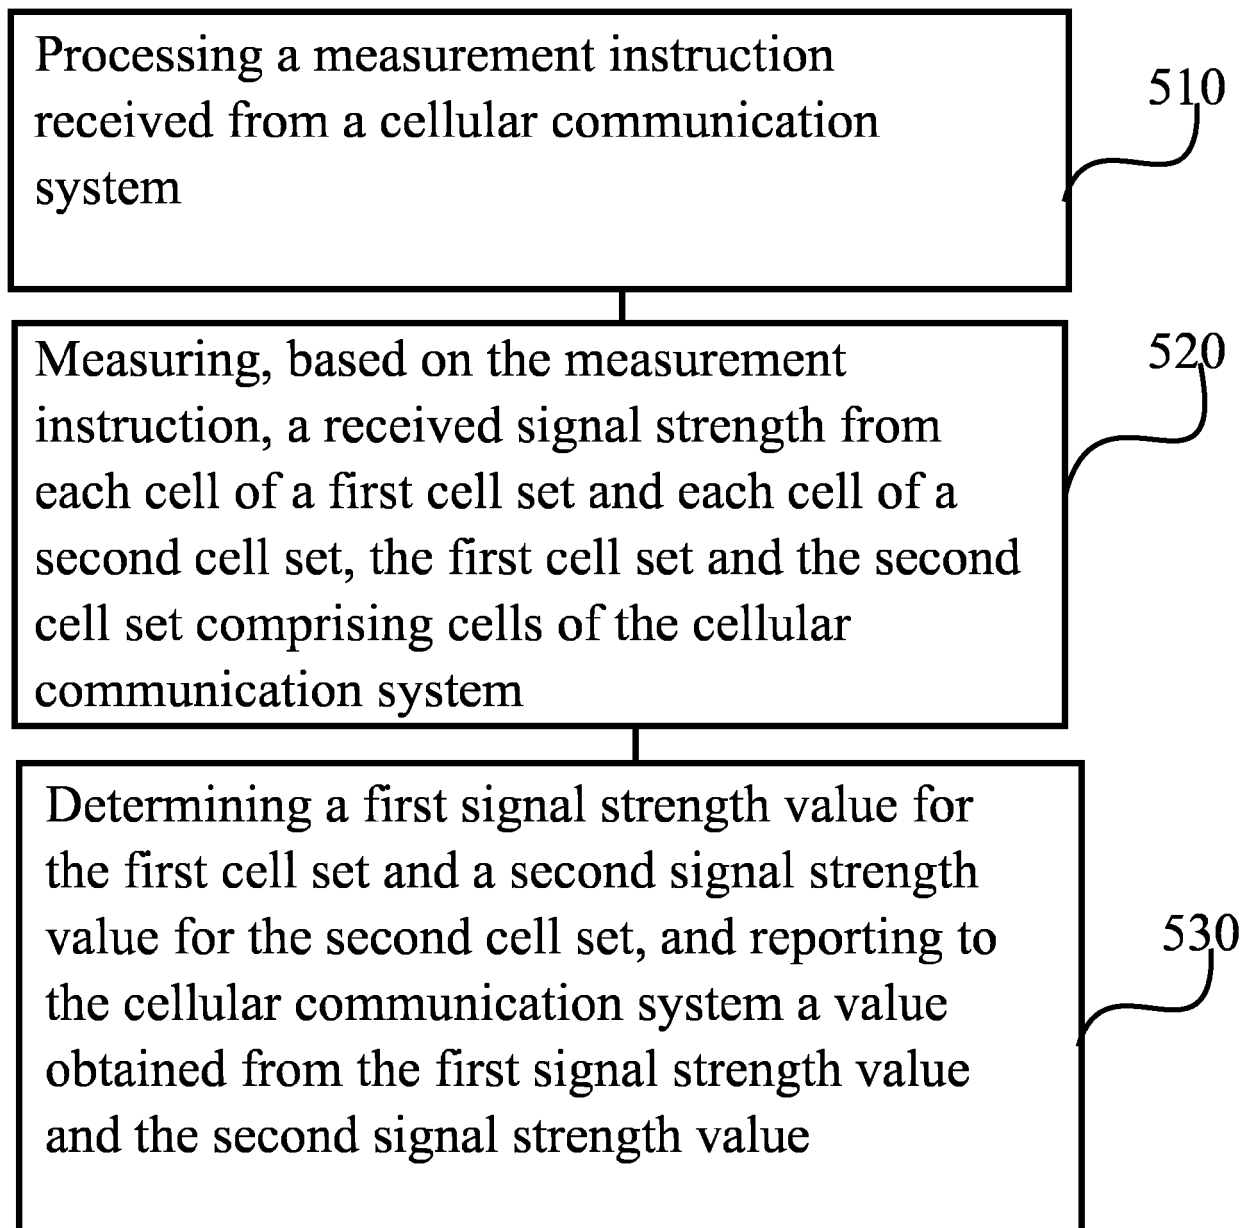 Processing a measurement instruction
received from a cellular communication
system
510
Measuring, based on the measurement
instruction, a received signal strength from
each cell of a first cell set and each cell of a
second cell set, the first cell set and the second
cell set comprising cells of the cellular
communication system
520
Determining a first signal strength value for
the first cell set and a second signal strength
value for the second cell set, and reporting to
the cellular communication system a value
obtained from the first signal strength value
and the second signal strength value
530